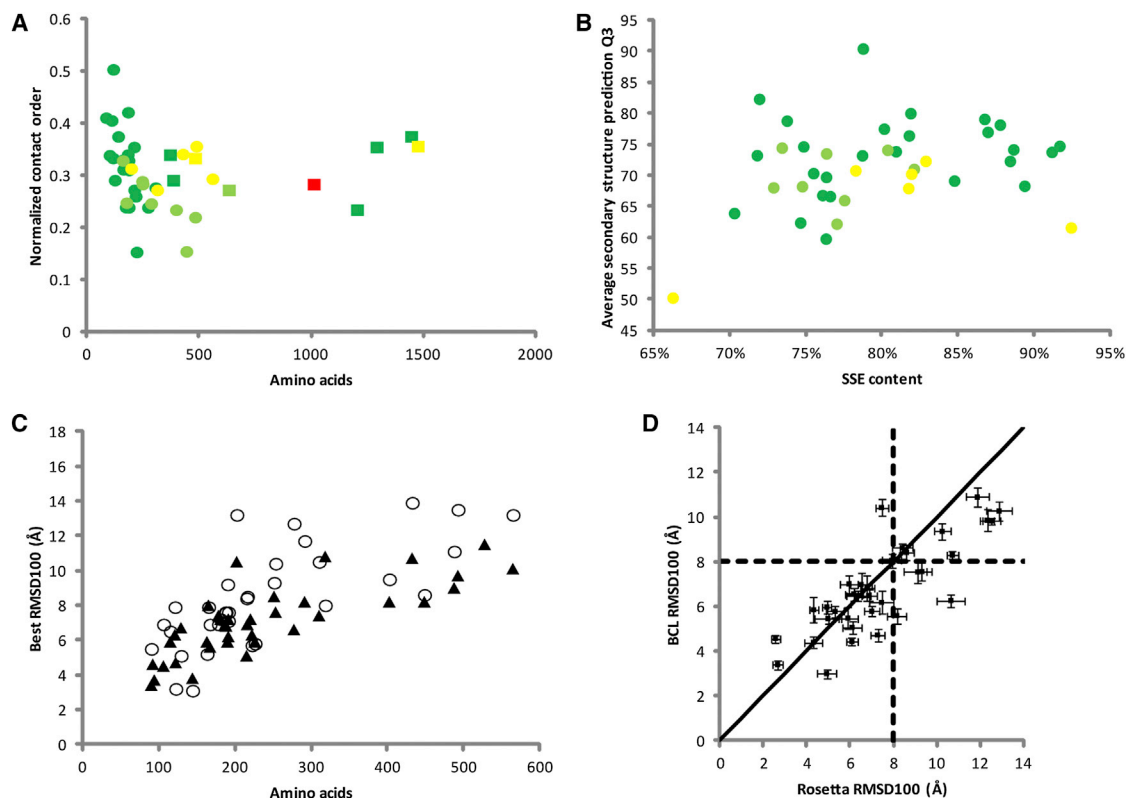 A
Normalized contact order
0.6
0.5
0.4
0.3
0.2
0.1
0
0 500 1000 1500 2000
Amino acids
B
Average secondary structure prediction Q3
95
90
85
80
75
70
65
60
55
50
45
65% 70% 75% 80% 85% 90% 95%
SSE content
C
Best RMSD100 (Å)
18
16
14
12
10
8
6
4
2
0
0 100 200 300 400 500 600
Amino acids
D
BCL RMSD100 (Å)
14
12
10
8
6
4
2
0
0 2 4 6 8 10 12 14
Rosetta RMSD100 (Å)